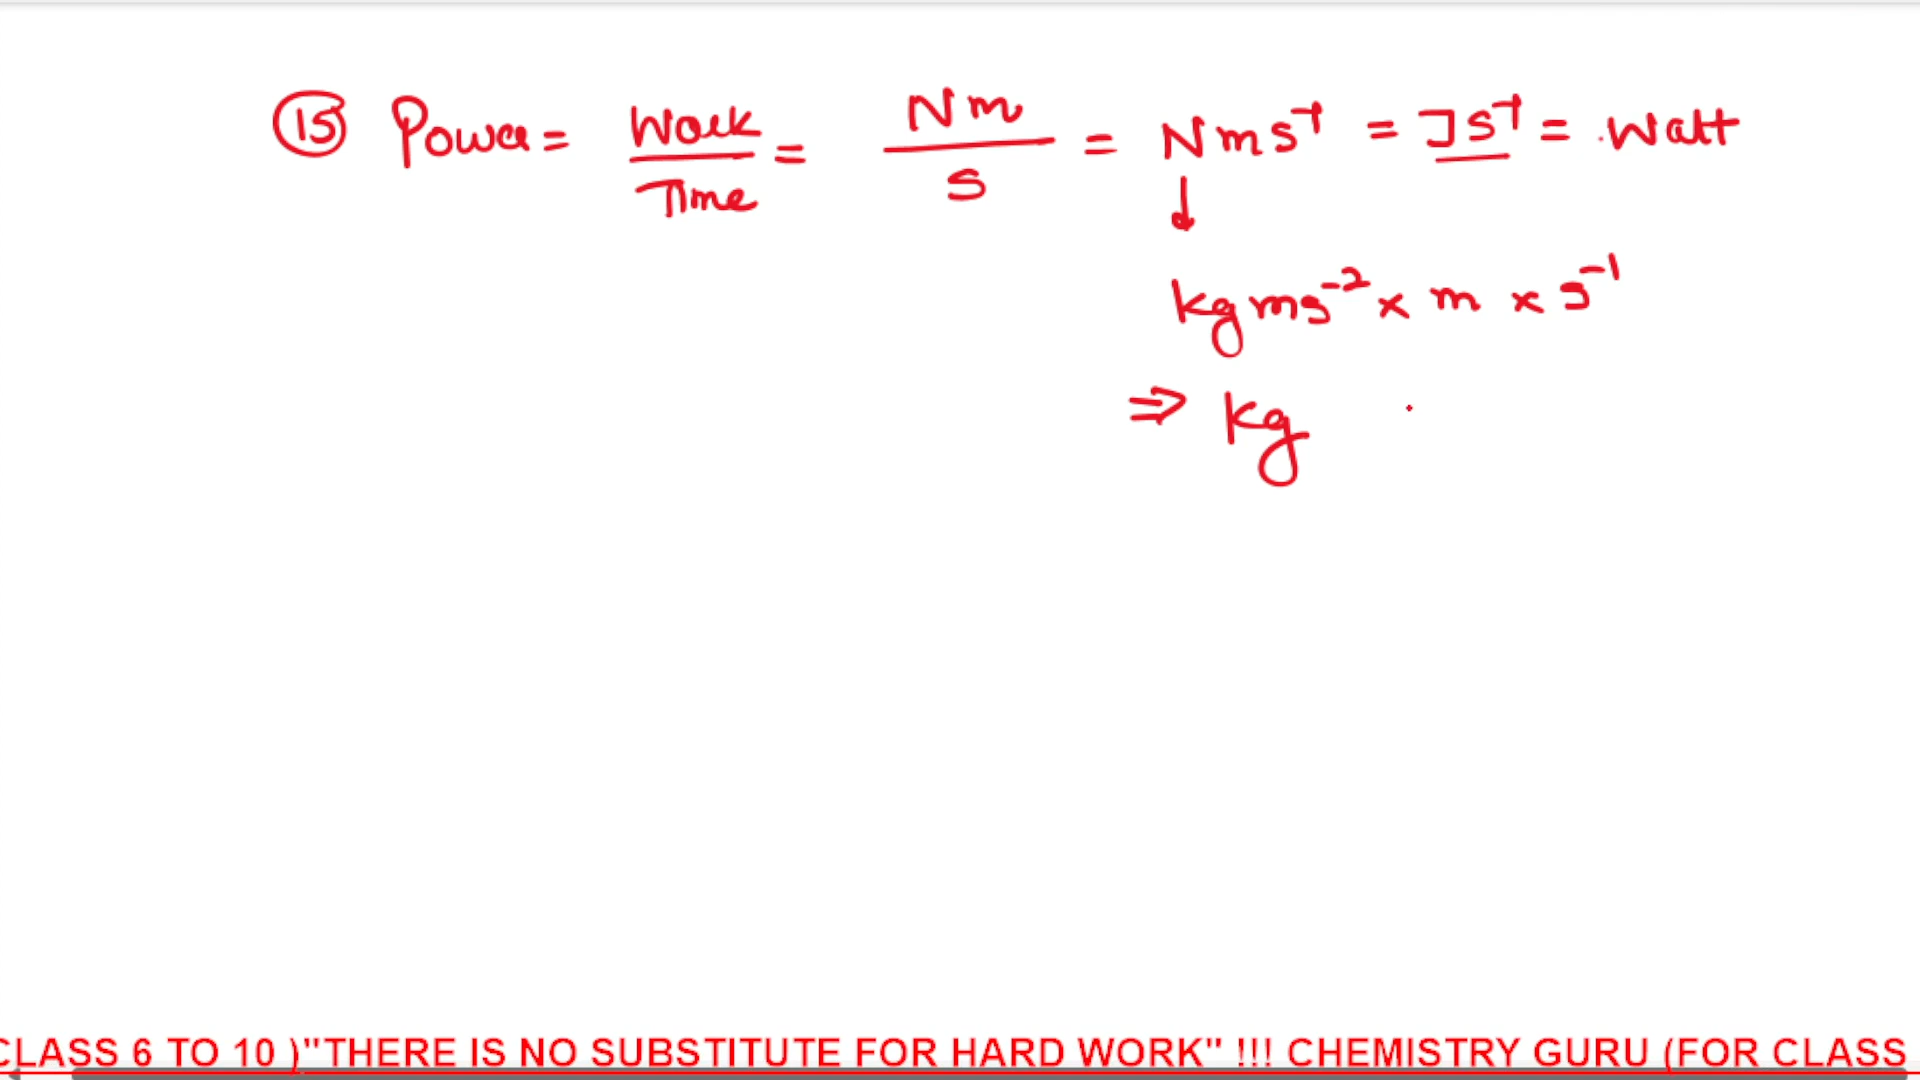 ⑮ Power = Work/Time = Nm/s = Nms⁻¹ = Js⁻¹ = Watt
↓
kgms⁻² x m x s⁻¹
⇒ kg
CLASS 6 TO 10 )"THERE IS NO SUBSTITUTE FOR HARD WORK" !!! CHEMISTRY GURU (FOR CLASS